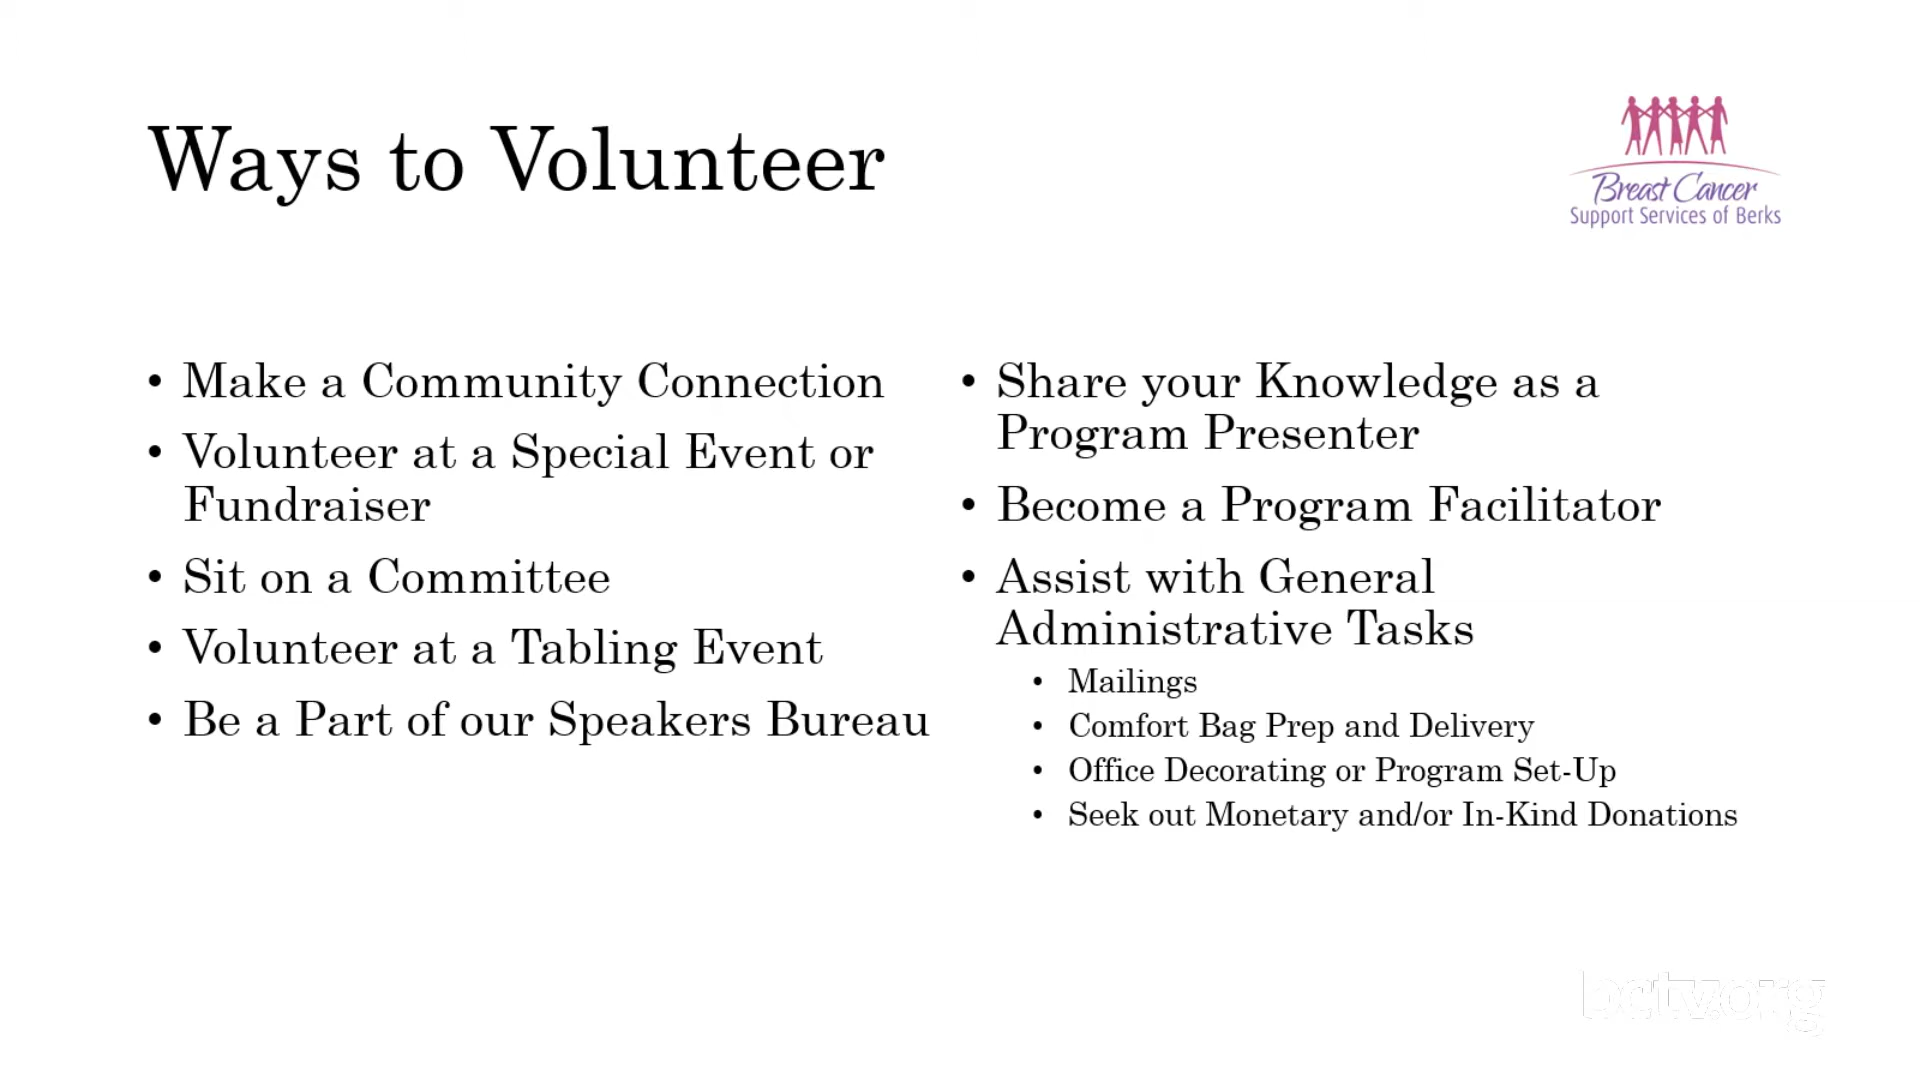 Ways to Volunteer
Breast Cancer
Support Services of Berks
• Make a Community Connection
• Volunteer at a Special Event or
Fundraiser
• Sit on a Committee
• Volunteer at a Tabling Event
• Be a Part of our Speakers Bureau
• Share your Knowledge as a
Program Presenter
• Become a Program Facilitator
• Assist with General
Administrative Tasks
• Mailings
• Comfort Bag Prep and Delivery
• Office Decorating or Program Set-Up
• Seek out Monetary and/or In-Kind Donations
bctv.org